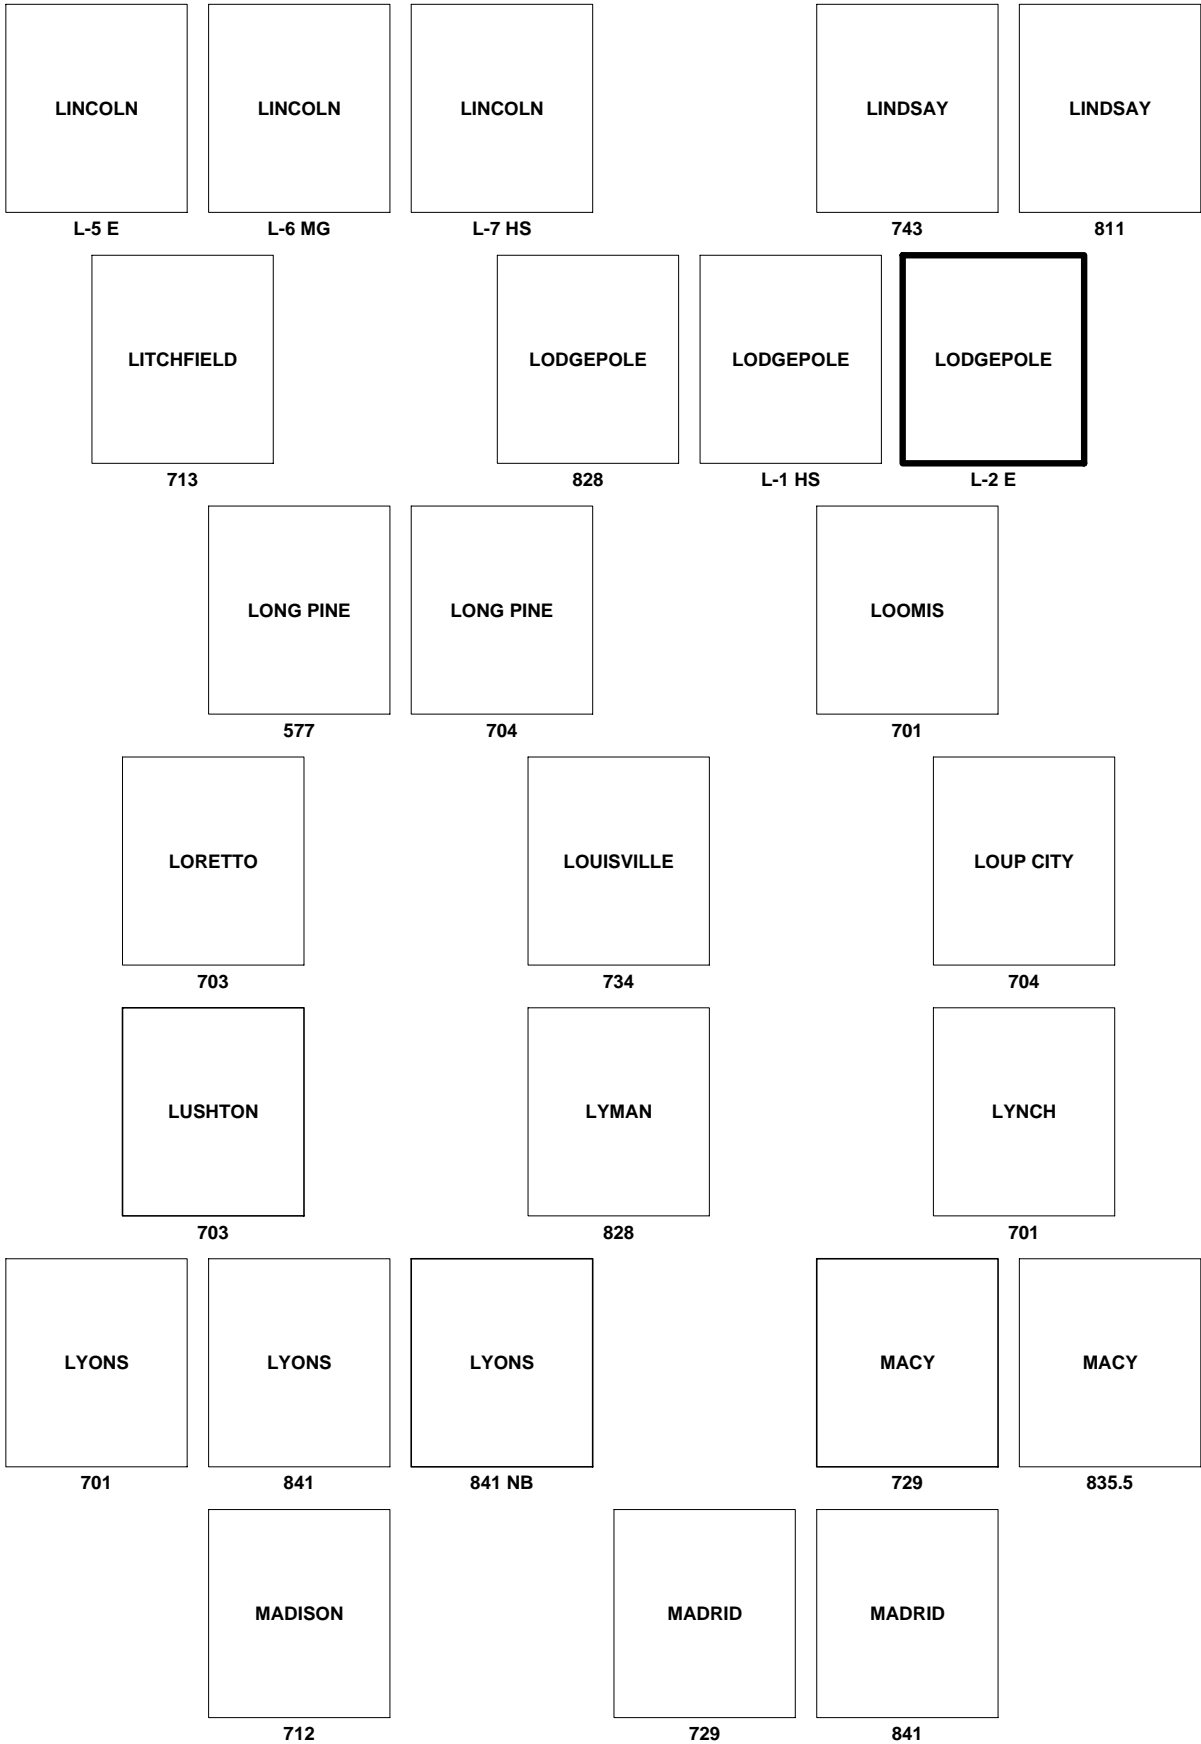 LINCOLN LINCOLN LINCOLN LINDSAY LINDSAY
L-5 E L-6 MG L-7 HS 743 811
LITCHFIELD LODGEPOLE LODGEPOLE LODGEPOLE
713 828 L-1 HS L-2 E
LONG PINE LONG PINE LOOMIS
577 704 701
LORETTO LOUISVILLE LOUP CITY
703 734 704
LUSHTON LYMAN LYNCH
703 828 701
LYONS LYONS LYONS MACY MACY
701 841 841 NB 729 835.5
MADISON MADRID MADRID
712 729 841